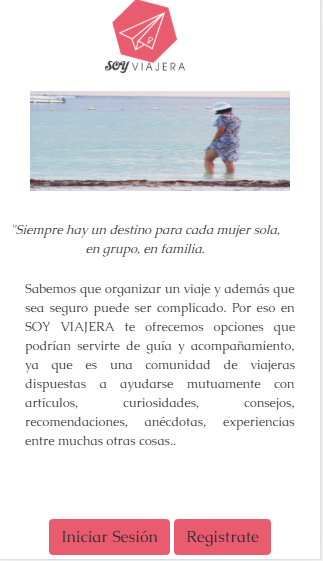 SOY VIAJERA
"Siempre hay un destino para cada mujer sola,
en grupo, en familia.
Sabemos que organizar un viaje y además que
sea seguro puede ser complicado. Por eso en
SOY VIAJERA te ofrecemos opciones que
podrían servirte de guía y acompañamiento,
ya que es una comunidad de viajeras
dispuestas a ayudarse mutuamente con
artículos, curiosidades, consejos,
recomendaciones, anécdotas, experiencias
entre muchas otras cosas..
Iniciar Sesión Registrate